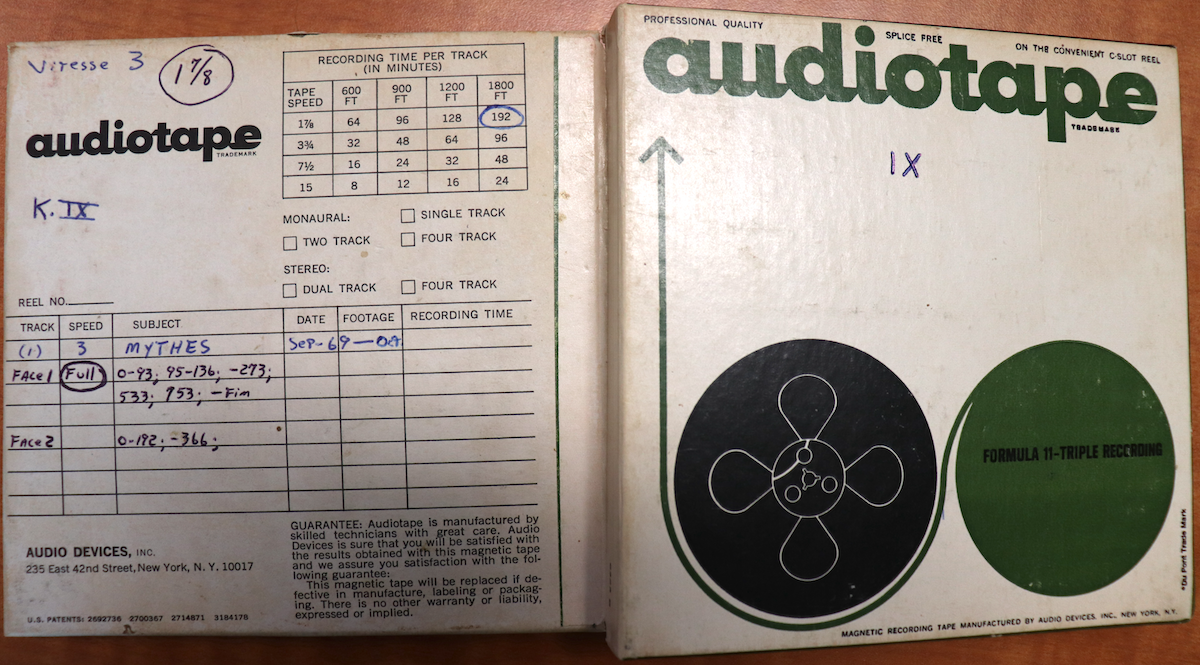 Vitesse 3
1 7/8
audiotape
TRADEMARK
K. IX
RECORDING TIME PER TRACK
(IN MINUTES)
TAPE SPEED 600 FT 900 FT 1200 FT 1800 FT
1⅞ 64 96 128 192
3¾ 32 48 64 96
7½ 16 24 32 48
15 8 12 16 24
MONAURAL:
SINGLE TRACK
TWO TRACK
FOUR TRACK
STEREO:
DUAL TRACK
FOUR TRACK
REEL NO.
TRACK SPEED SUBJECT DATE FOOTAGE RECORDING TIME
(1) 3 MYTHES Sep-69-Oct
FACe1 Full 0-93; 95-136; -273;
533; 753; -Fim
FAce2 0-192; -366;
AUDIO DEVICES, INC.
235 East 42nd Street, New York, N. Y. 10017
GUARANTEE: Audiotape is manufactured by
skilled technicians with great care. Audio
Devices is sure that you will be satisfied with
the results obtained with this magnetic tape
and we assure you satisfaction with the fol-
lowing guarantee:
This magnetic tape will be replaced if de-
fective in manufacture, labeling or packag-
ing. There is no other warranty or liability,
expressed or implied.
U.S. PATENTS: 2692736 2700367 2714871 3184178
PROFESSIONAL QUALITY
SPLICE FREE
ON THE CONVENIENT C-SLOT REEL
audiotape
TRADEMARK
IX
FORMULA 11-TRIPLE RECORDING
*Du Pont Trade Mark
MAGNETIC RECORDING TAPE MANUFACTURED BY AUDIO DEVICES, INC., NEW YORK, N.Y.